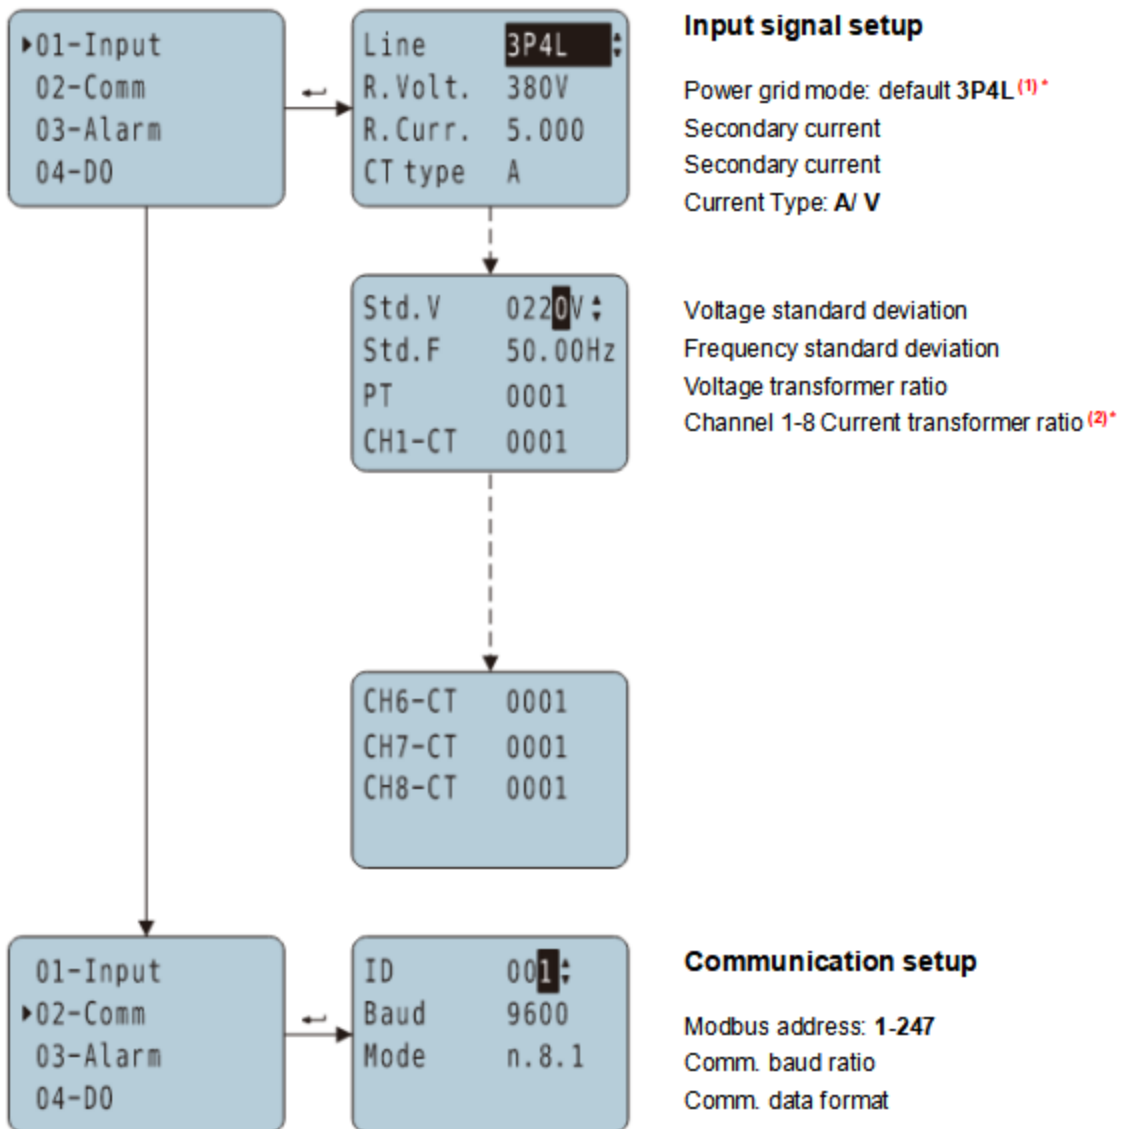 ▶01-Input
02-Comm
03-Alarm
04-DO
Line 3P4L
R.Volt. 380V
R.Curr. 5.000
CT type A
Input signal setup
Power grid mode: default 3P4L (1)*
Secondary current
Secondary current
Current Type: A/ V
Std.V 0220V
Std.F 50.00Hz
PT 0001
CH1-CT 0001
Voltage standard deviation
Frequency standard deviation
Voltage transformer ratio
Channel 1-8 Current transformer ratio (2)*
CH6-CT 0001
CH7-CT 0001
CH8-CT 0001
01-Input
▶02-Comm
03-Alarm
04-DO
ID 001
Baud 9600
Mode n.8.1
Communication setup
Modbus address: 1-247
Comm. baud ratio
Comm. data format